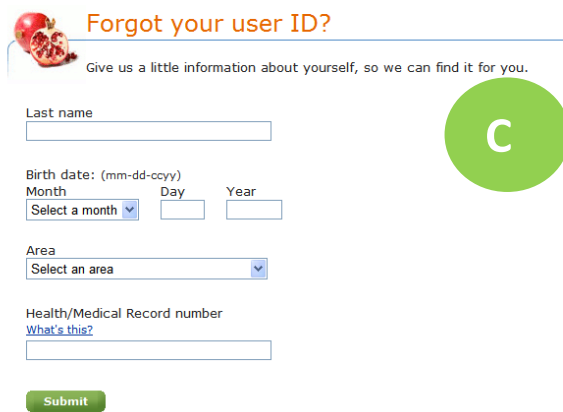 Forgot your user ID?
Give us a little information about yourself, so we can find it for you.
C
Last name
Birth date: (mm-dd-ccyy)
Month Day Year
Select a month
Area
Select an area
Health/Medical Record number
What's this?
Submit